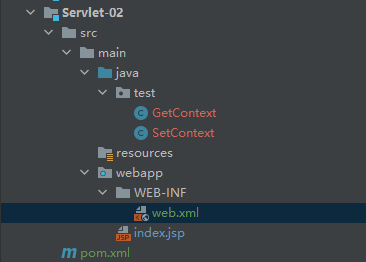 Servlet-02
src
main
java
test
GetContext
SetContext
resources
webapp
WEB-INF
web.xml
index.jsp
pom.xml